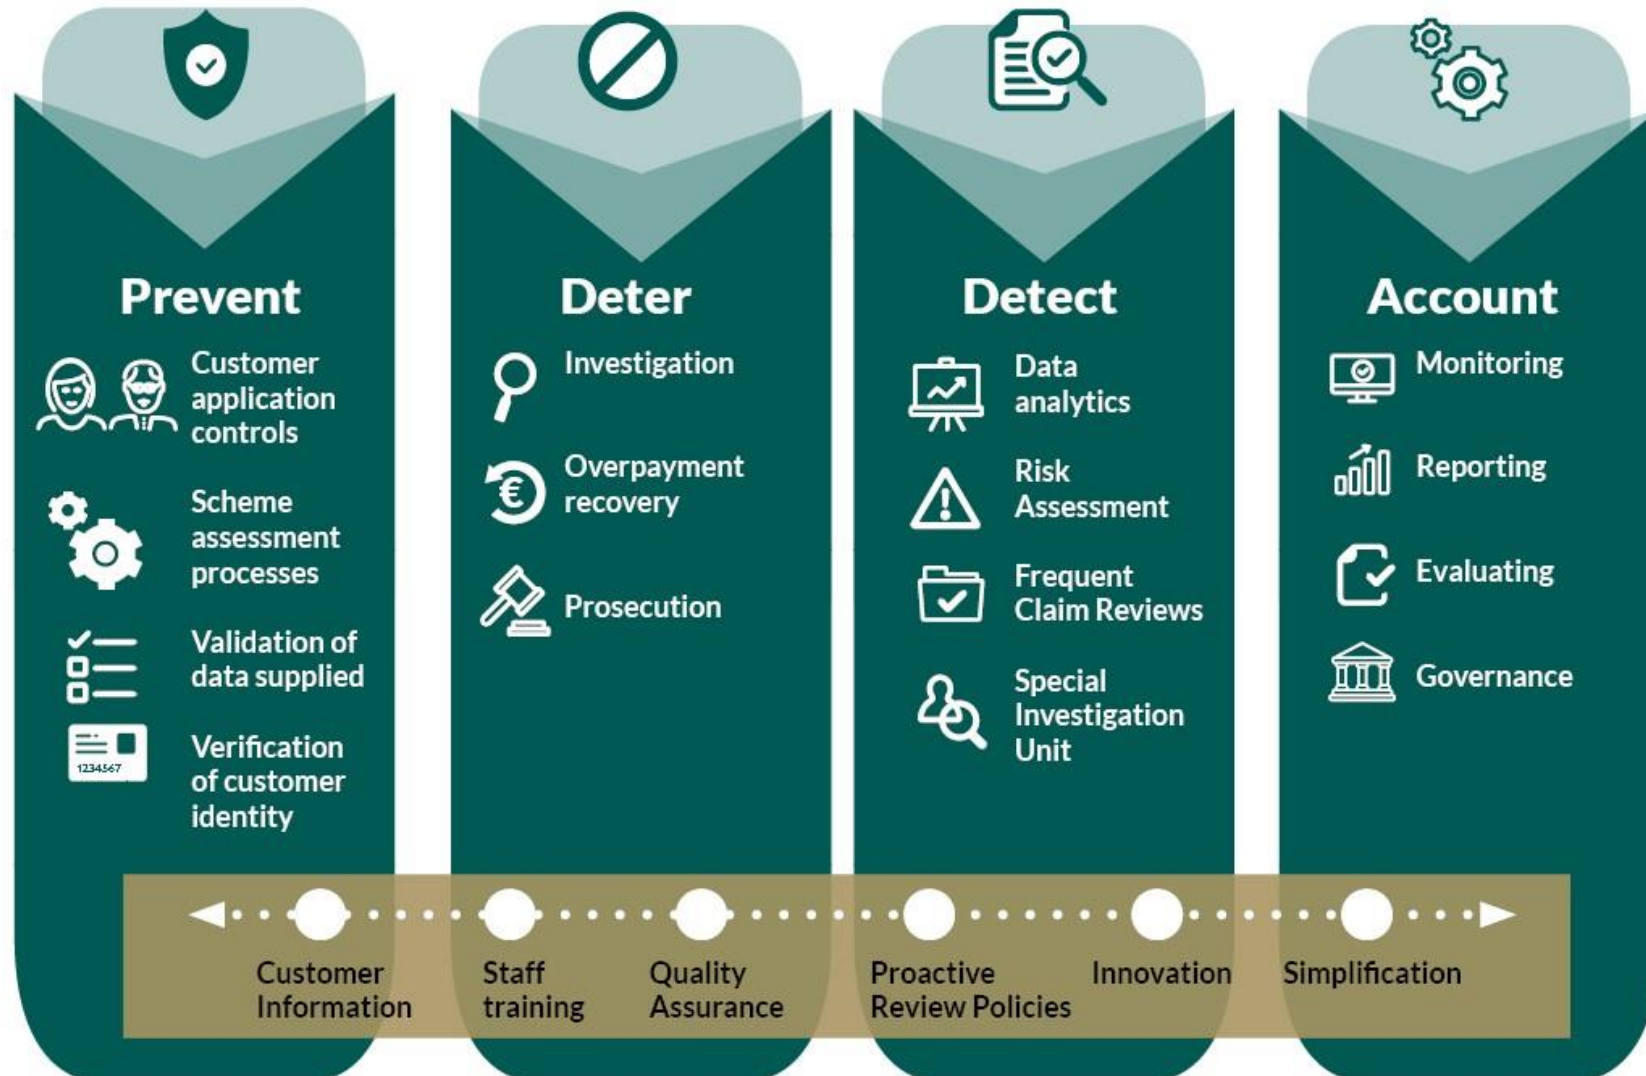 Prevent
Customer
application
controls
Scheme
assessment
processes
Validation of
data supplied
1234567
Verification
of customer
identity
Deter
Investigation
€
Overpayment
recovery
Prosecution
Detect
Data
analytics
Risk
Assessment
Frequent
Claim Reviews
Special
Investigation
Unit
Account
Monitoring
Reporting
Evaluating
Governance
Customer
Information
Staff
training
Quality
Assurance
Proactive
Review Policies
Innovation
Simplification